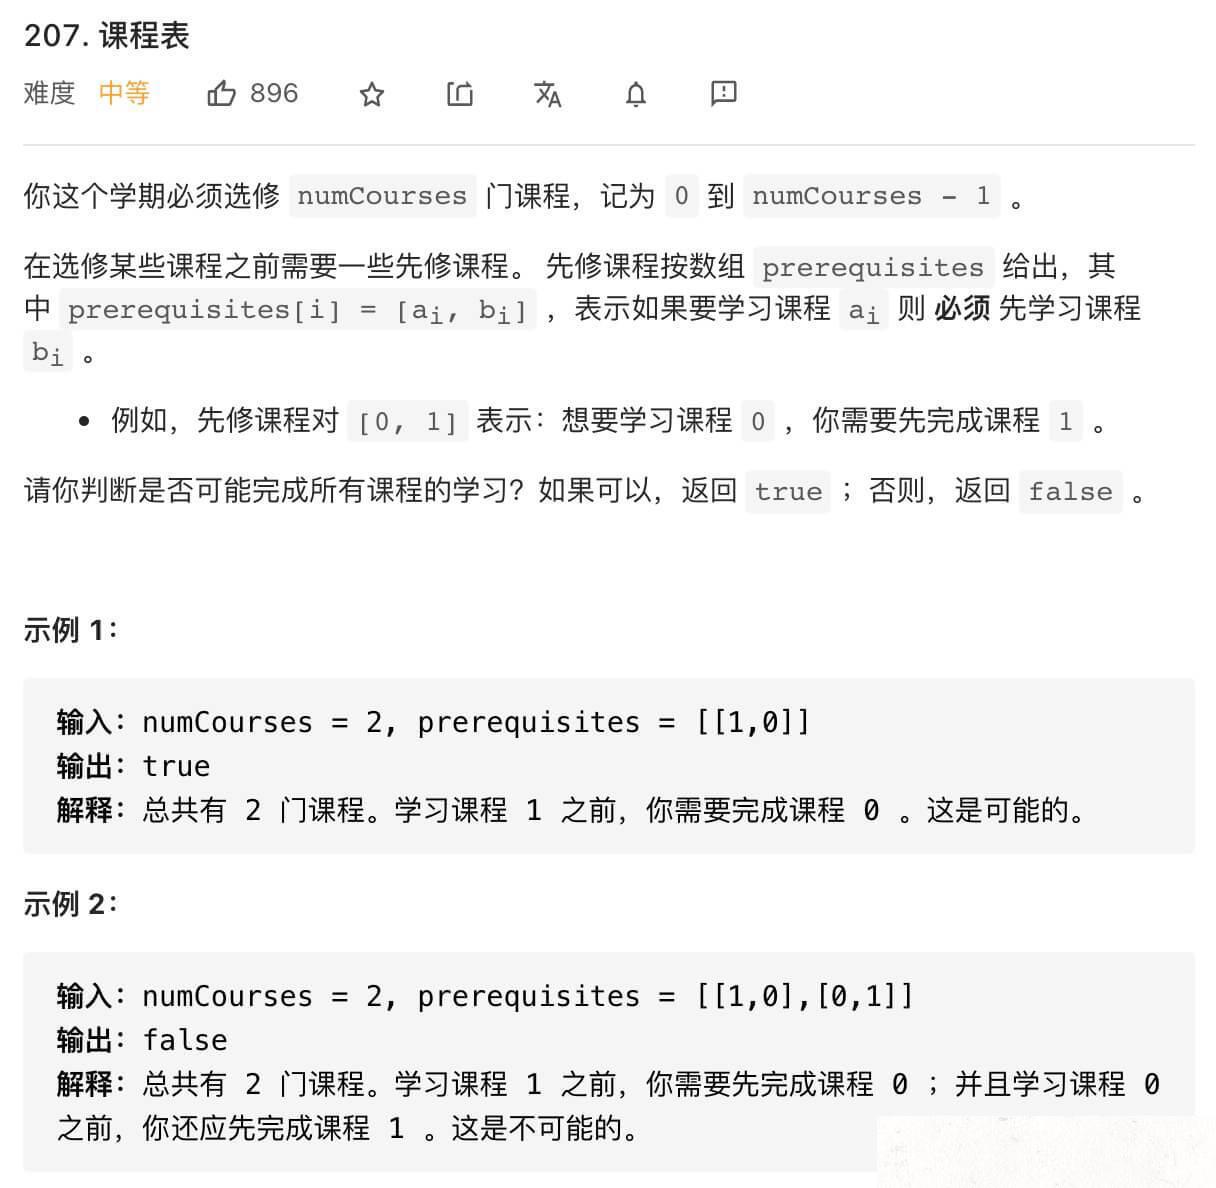 207. 课程表
难度 中等 896
你这个学期必须选修 numCourses 门课程，记为 0 到 numCourses - 1 。
在选修某些课程之前需要一些先修课程。 先修课程按数组 prerequisites 给出，其
中 prerequisites[i] = [ai, bi] ，表示如果要学习课程 ai 则 必须 先学习课程
bi 。
• 例如，先修课程对 [0, 1] 表示：想要学习课程 0 ，你需要先完成课程 1 。
请你判断是否可能完成所有课程的学习？如果可以，返回 true ；否则，返回 false 。
示例 1：
输入：numCourses = 2, prerequisites = [[1,0]]
输出：true
解释：总共有 2 门课程。学习课程 1 之前，你需要完成课程 0 。这是可能的。
示例 2：
输入：numCourses = 2, prerequisites = [[1,0],[0,1]]
输出：false
解释：总共有 2 门课程。学习课程 1 之前，你需要先完成课程 0 ；并且学习课程 0
之前，你还应先完成课程 1 。这是不可能的。